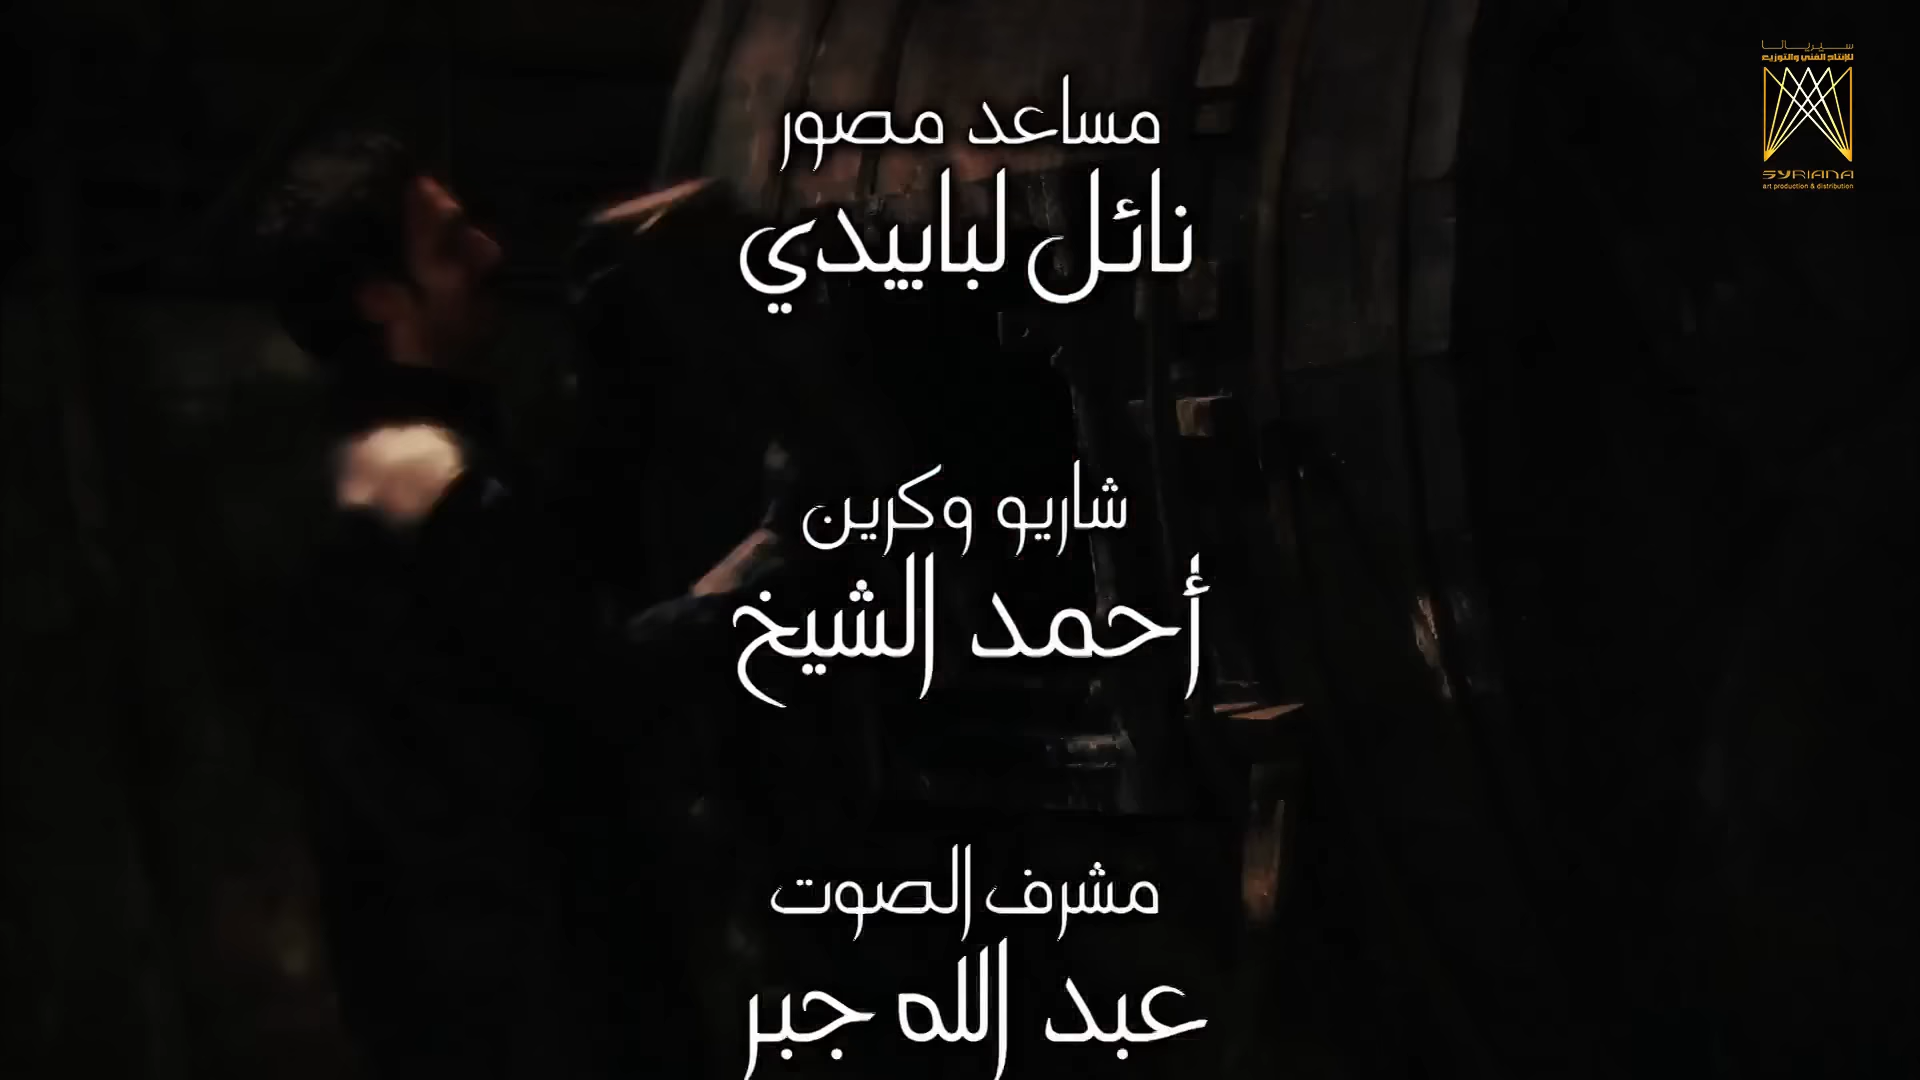 مساعد مصور
نائل لبابيدي
شاريو وكرين
أحمد الشيخ
مشرف الصوت
عبد الله جبر
سيريانا
للإنتاج الفني والتوزيع
SYRIANA
art production & distribution